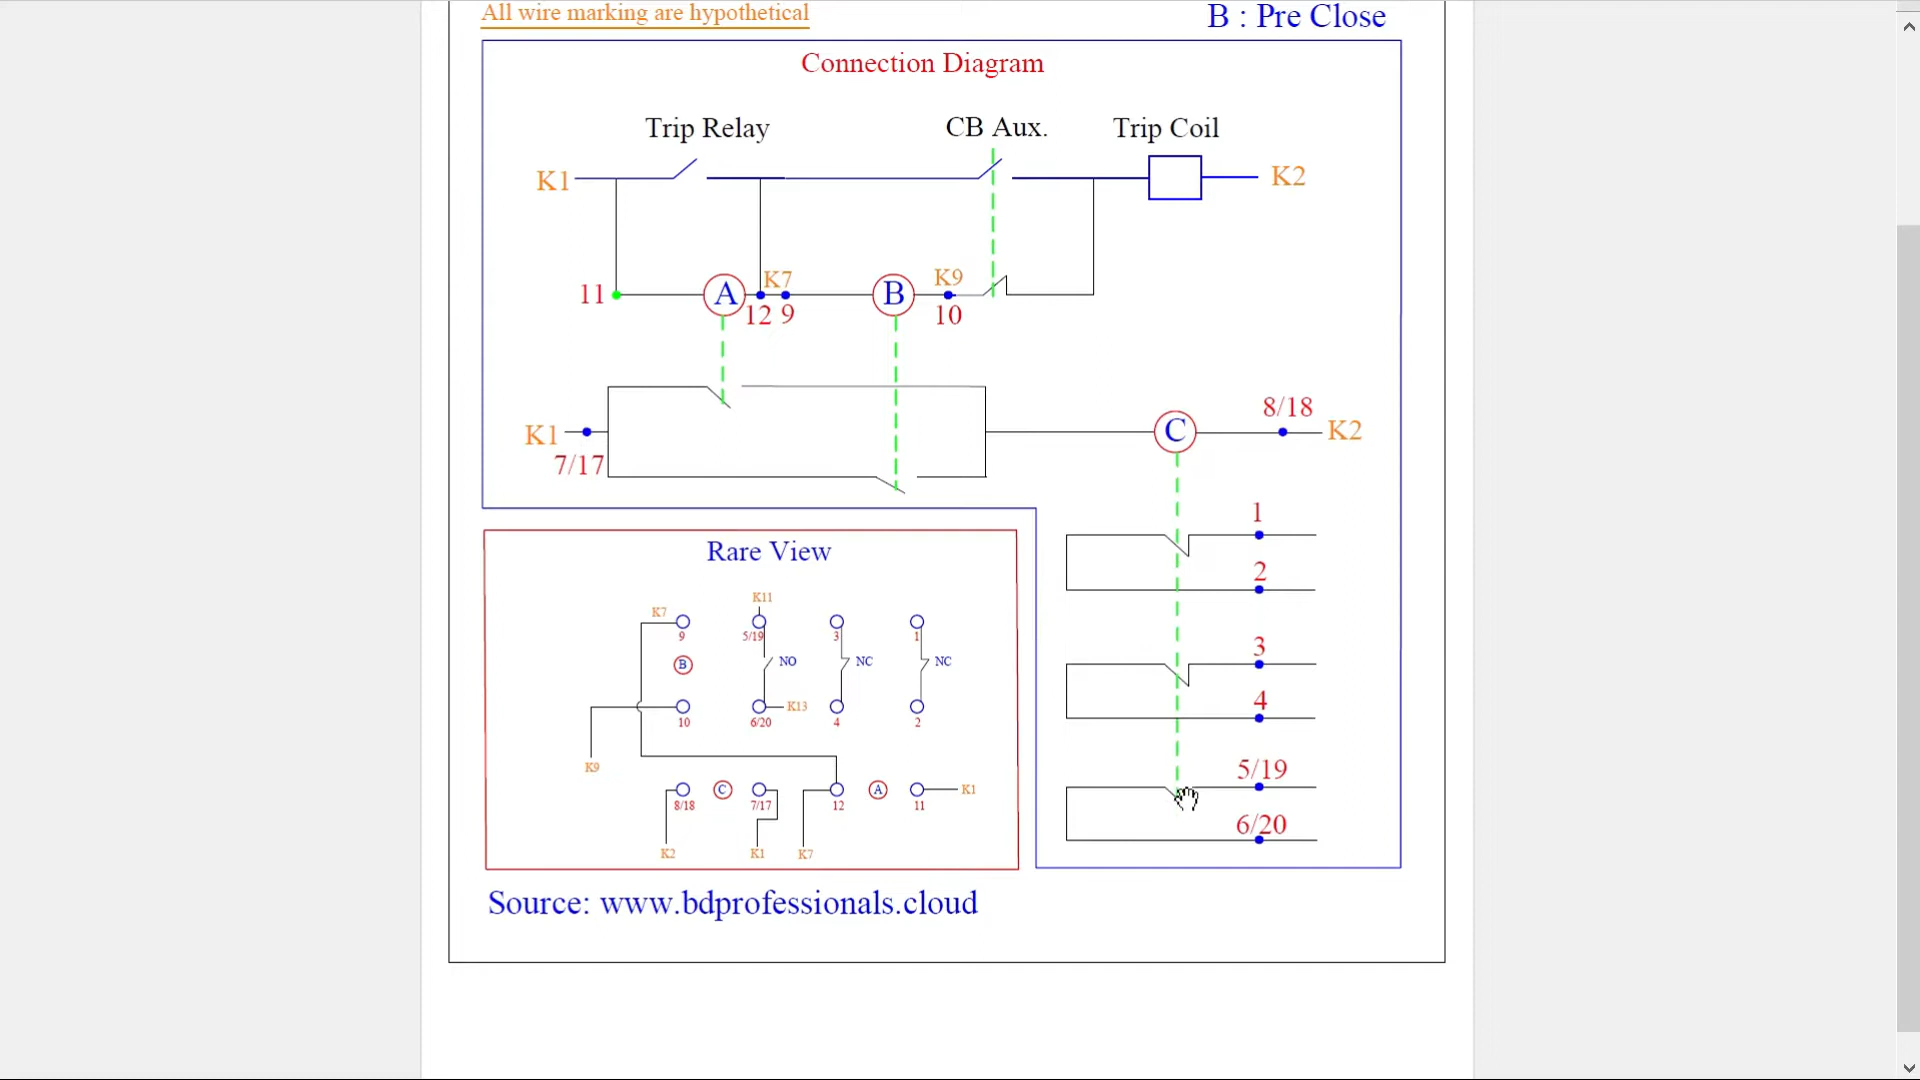 All wire marking are hypothetical
B : Pre Close
Connection Diagram
Trip Relay CB Aux. Trip Coil
K1 K2
K7 K9
11 A B
12 9 10
8/18
K1 C K2
7/17
1
2
3
4
5/19
6/20
Rare View
K11
K7
9 5/19 3 1
B NO NC NC
K13
10 6/20 4 2
K9
C A K1
8/18 7/17 12 11
K2 K1 K7
Source: www.bdprofessionals.cloud